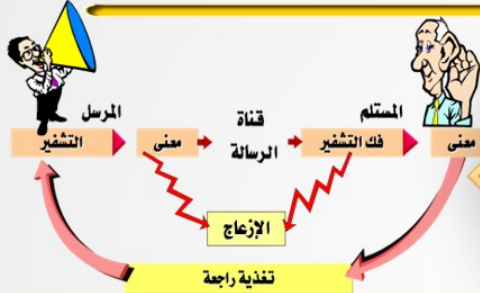 المرسل
التشفير
معنى
قناة
الرسالة
المستلم
فك التشفير
معنى
الإزعاج
تغذية راجعة